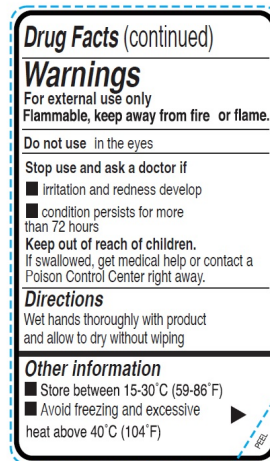 Drug Facts (continued)
Warnings
For external use only
Flammable, keep away from fire or flame.
Do not use in the eyes
Stop use and ask a doctor if
■ irritation and redness develop
■ condition persists for more
than 72 hours
Keep out of reach of children.
If swallowed, get medical help or contact a
Poison Control Center right away.
Directions
Wet hands thoroughly with product
and allow to dry without wiping
Other information
■ Store between 15-30˚C (59-86˚F)
■ Avoid freezing and excessive
heat above 40˚C (104˚F)
PEEL